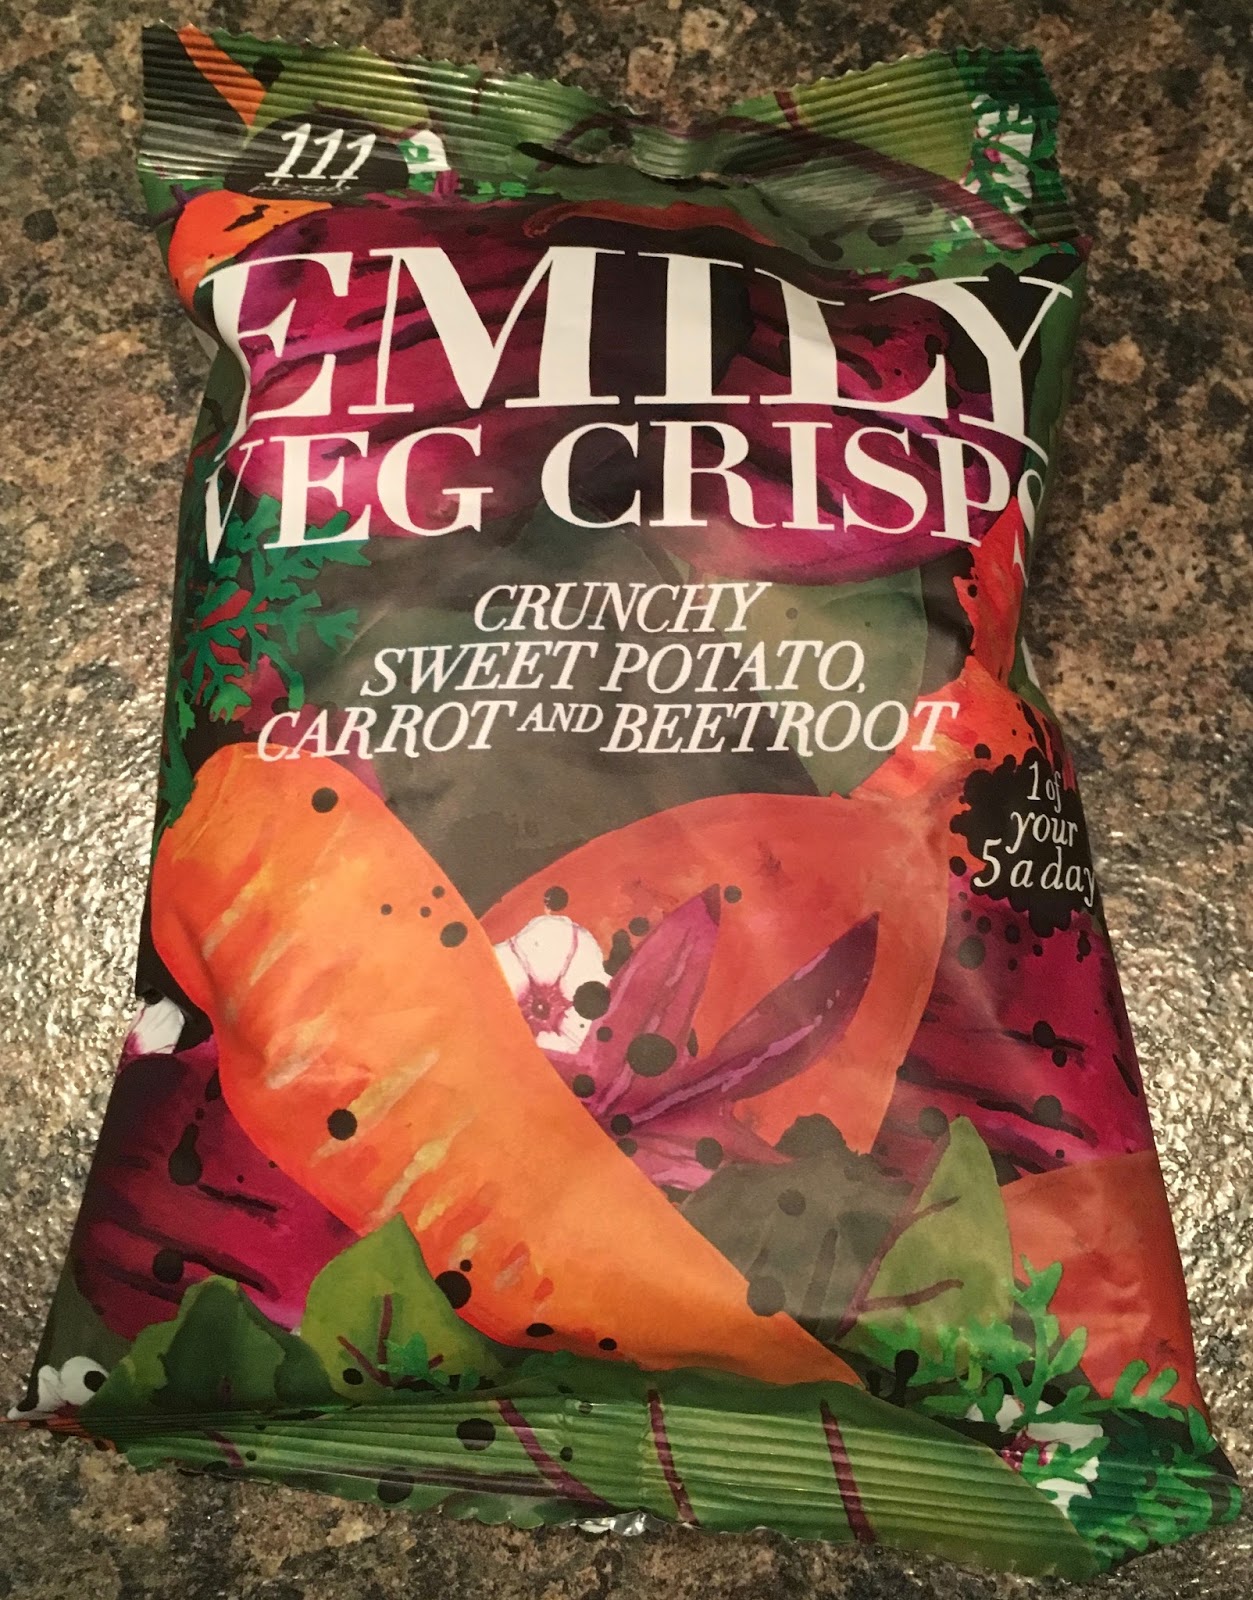 111
EMILY
VEG CRISPS
CRUNCHY
SWEET POTATO,
CARROT AND BEETROOT
1 of
your
5 a day